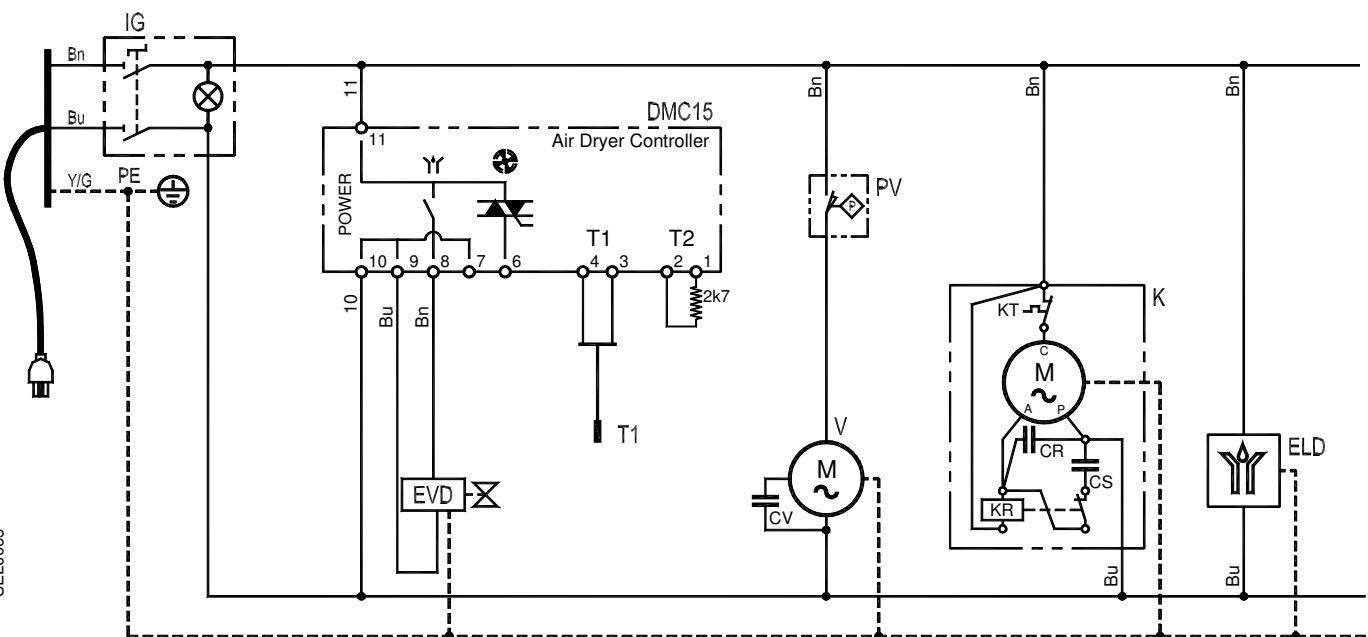 IG
Bn
Bu
Y/G
PE
11
DMC15
Air Dryer Controller
11
POWER
10
9
8
7
6
T1
4
3
T2
2
1
2k7
10
Bu
Bn
T1
EVD
Bn
P
PV
V
M
CV
Bn
K
KT
C
M
A
P
CR
CS
KR
Bu
Bn
ELD
Bu